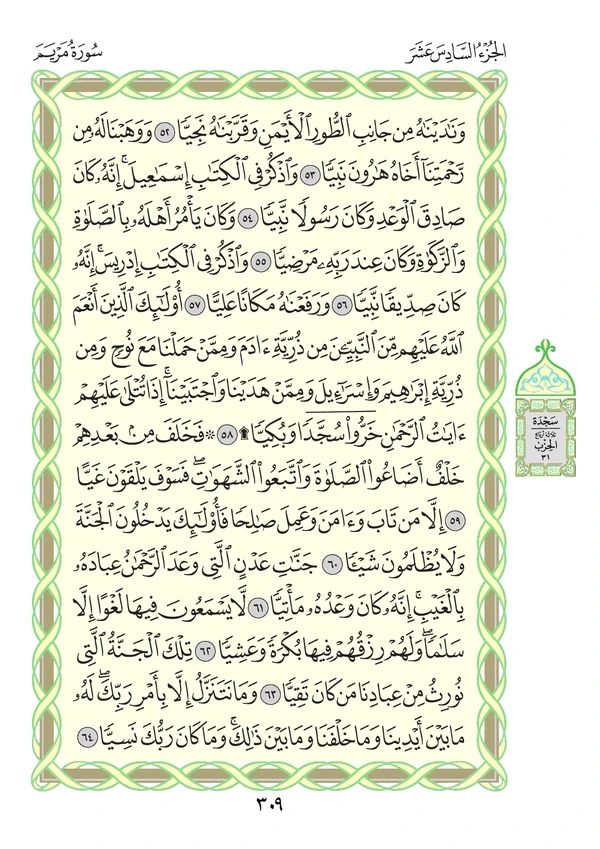 الجُزْءُ السَّادِسَ عَشَرَ
سُورَةُ مَرْيَمَ
وَنَٰدَيْنَٰهُ مِن جَانِبِ ٱلطُّورِ ٱلْأَيْمَنِ وَقَرَّبْنَٰهُ نَجِيًّا ٥٢ وَوَهَبْنَا لَهُۥ مِن
رَّحْمَتِنَآ أَخَاهُ هَٰرُونَ نَبِيًّا ٥٣ وَٱذْكُرْ فِى ٱلْكِتَٰبِ إِسْمَٰعِيلَ ۚ إِنَّهُۥ كَانَ
صَادِقَ ٱلْوَعْدِ وَكَانَ رَسُولًا نَّبِيًّا ٥٤ وَكَانَ يَأْمُرُ أَهْلَهُۥ بِٱلصَّلَوٰةِ
وَٱلزَّكَوٰةِ وَكَانَ عِندَ رَبِّهِۦ مَرْضِيًّا ٥٥ وَٱذْكُرْ فِى ٱلْكِتَٰبِ إِدْرِيسَ ۚ إِنَّهُۥ
كَانَ صِدِّيقًا نَّبِيًّا ٥٦ وَرَفَعْنَٰهُ مَكَانًا عَلِيًّا ٥٧ أُو۟لَٰٓئِكَ ٱلَّذِينَ أَنْعَمَ
ٱللَّهُ عَلَيْهِم مِّنَ ٱلنَّبِيِّـۧنَ مِن ذُرِّيَّةِ ءَادَمَ وَمِمَّنْ حَمَلْنَا مَعَ نُوحٍ وَمِن
ذُرِّيَّةِ إِبْرَٰهِيمَ وَإِسْرَٰٓءِيلَ وَمِمَّنْ هَدَيْنَا وَٱجْتَبَيْنَآ ۚ إِذَا تُتْلَىٰ عَلَيْهِمْ
ءَايَٰتُ ٱلرَّحْمَٰنِ خَرُّوا۟ سُجَّدًا وَبُكِيًّا ۩ ٥٨ ۞ فَخَلَفَ مِنۢ بَعْدِهِمْ
خَلْفٌ أَضَاعُوا۟ ٱلصَّلَوٰةَ وَٱتَّبَعُوا۟ ٱلشَّهَوَٰتِ ۖ فَسَوْفَ يَلْقَوْنَ غَيًّا
٥٩ إِلَّا مَن تَابَ وَءَامَنَ وَعَمِلَ صَٰلِحًا فَأُو۟لَٰٓئِكَ يَدْخُلُونَ ٱلْجَنَّةَ
وَلَا يُظْلَمُونَ شَيْـًٔا ٦٠ جَنَّٰتِ عَدْنٍ ٱلَّتِى وَعَدَ ٱلرَّحْمَٰنُ عِبَادَهُۥ
بِٱلْغَيْبِ ۚ إِنَّهُۥ كَانَ وَعْدُهُۥ مَأْتِيًّا ٦١ لَّا يَسْمَعُونَ فِيهَا لَغْوًا إِلَّا
سَلَٰمًا ۖ وَلَهُمْ رِزْقُهُمْ فِيهَا بُكْرَةً وَعَشِيًّا ٦٢ تِلْكَ ٱلْجَنَّةُ ٱلَّتِى
نُورِثُ مِنْ عِبَادِنَا مَن كَانَ تَقِيًّا ٦٣ وَمَا نَتَنَزَّلُ إِلَّا بِأَمْرِ رَبِّكَ ۖ لَهُۥ
مَا بَيْنَ أَيْدِينَا وَمَا خَلْفَنَا وَمَا بَيْنَ ذَٰلِكَ ۚ وَمَا كَانَ رَبُّكَ نَسِيًّا ٦٤
سَجْدَة
ثلاثة أرباع
الحزب
٣١
٣٠٩